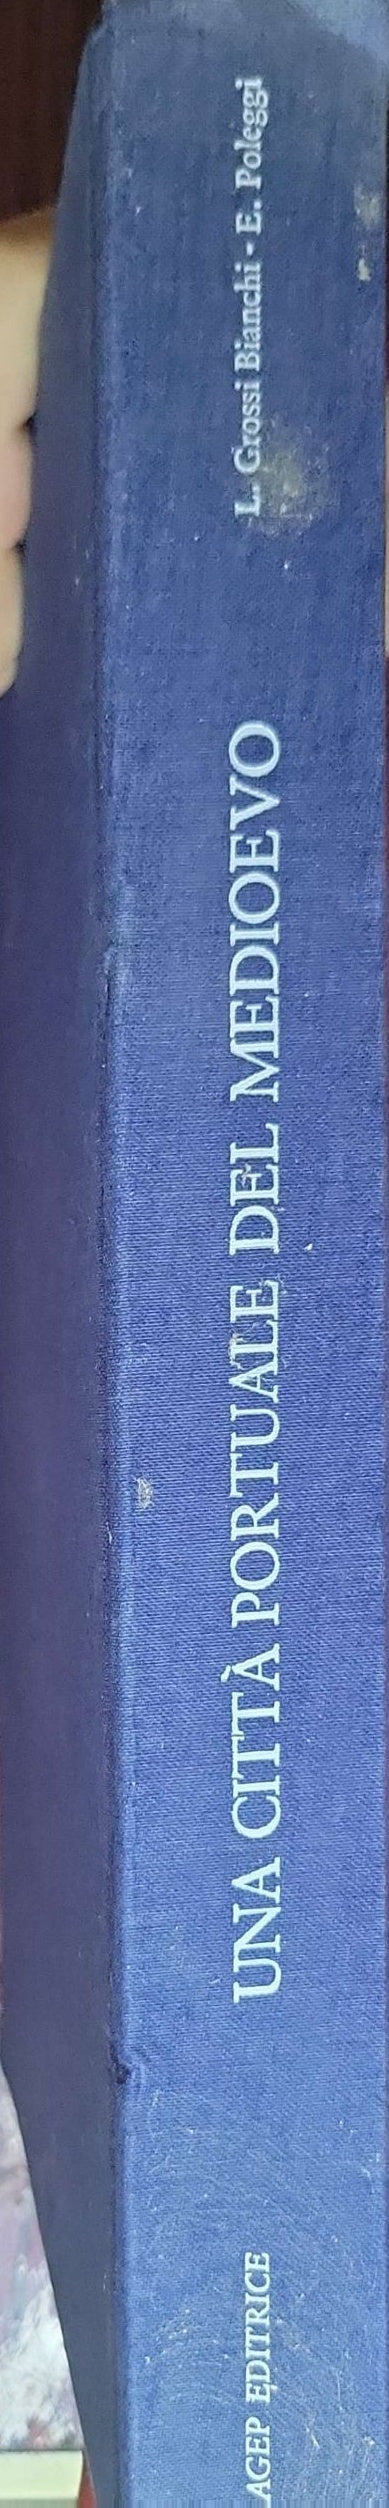 L. Grossi Bianchi - E. Poleggi
UNA CITTÀ PORTUALE DEL MEDIOEVO
AGEP EDITRICE